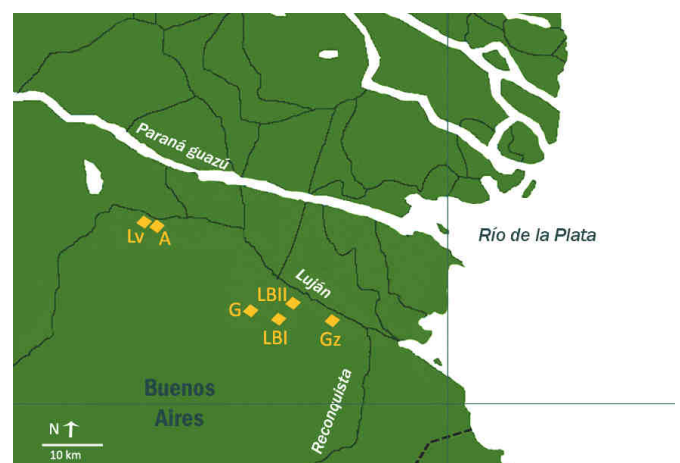 Paraná guazú
Río de la Plata
Lv
A
Luján
LBII
G
LBI
Gz
Buenos
Aires
Reconquista
N
10 km